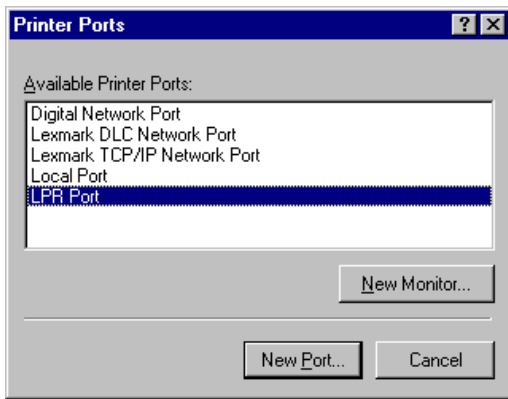 Printer Ports
Available Printer Ports:
Digital Network Port
Lexmark DLC Network Port
Lexmark TCP/IP Network Port
Local Port
LPR Port
New Monitor...
New Port...
Cancel